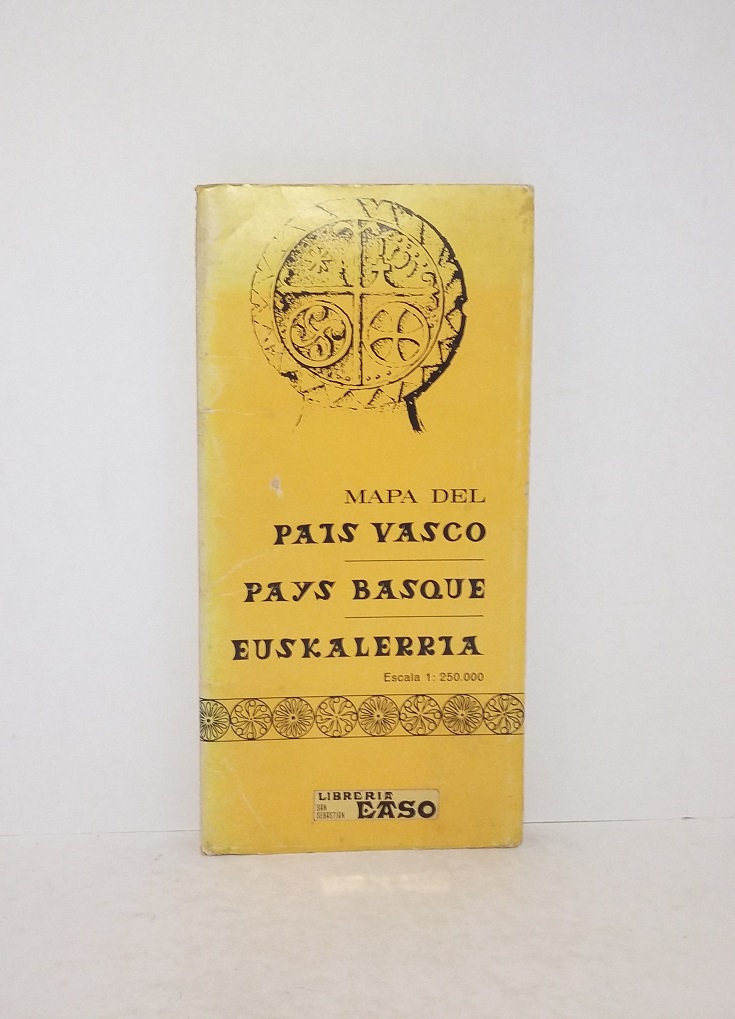 MAPA DEL
PAIS VASCO
PAYS BASQUE
EUSKALERRIA
Escala 1: 250.000
LIBRERIA
SAN
SEBASTIAN
EASO